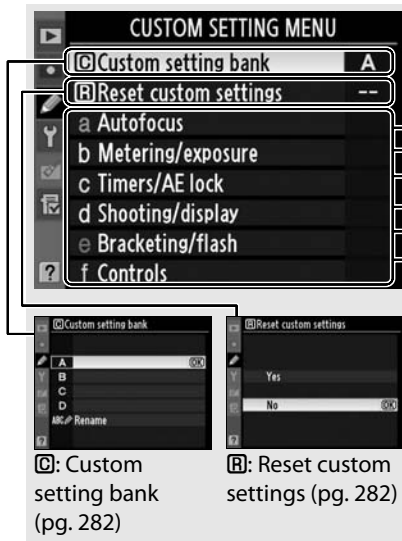 CUSTOM SETTING MENU
C Custom setting bank A
R Reset custom settings --
a Autofocus
b Metering/exposure
c Timers/AE lock
d Shooting/display
e Bracketing/flash
f Controls
?
C Custom setting bank
A OK
B
C
D
ABC Rename
?
R Reset custom settings
Yes
No OK
?
C: Custom
setting bank
(pg. 282)
R: Reset custom
settings (pg. 282)